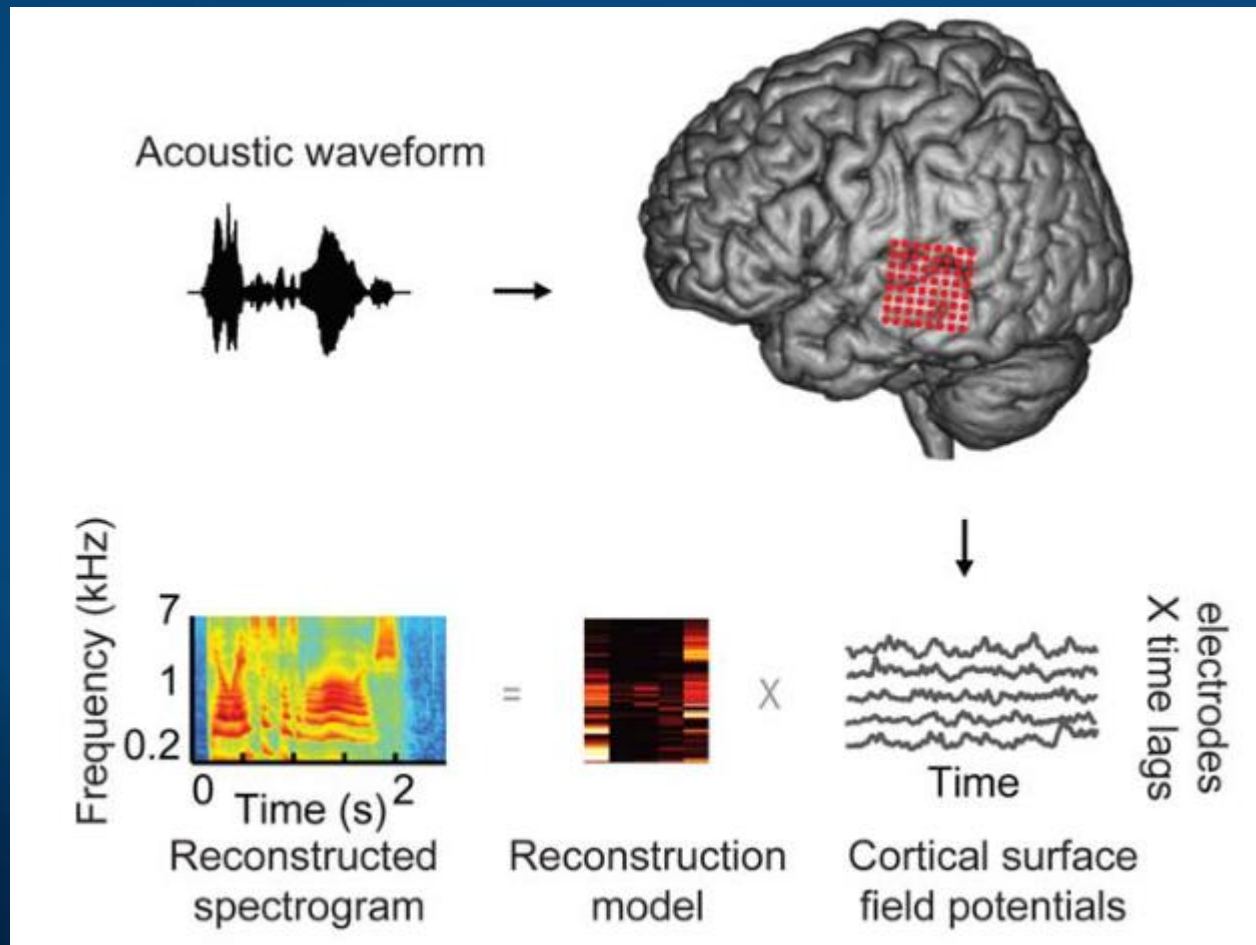 Acoustic waveform
Frequency (kHz)
7
1
0.2
0
2
Time (s)
Reconstructed
spectrogram
=
Reconstruction
model
X
Time
electrodes
X time lags
Cortical surface
field potentials